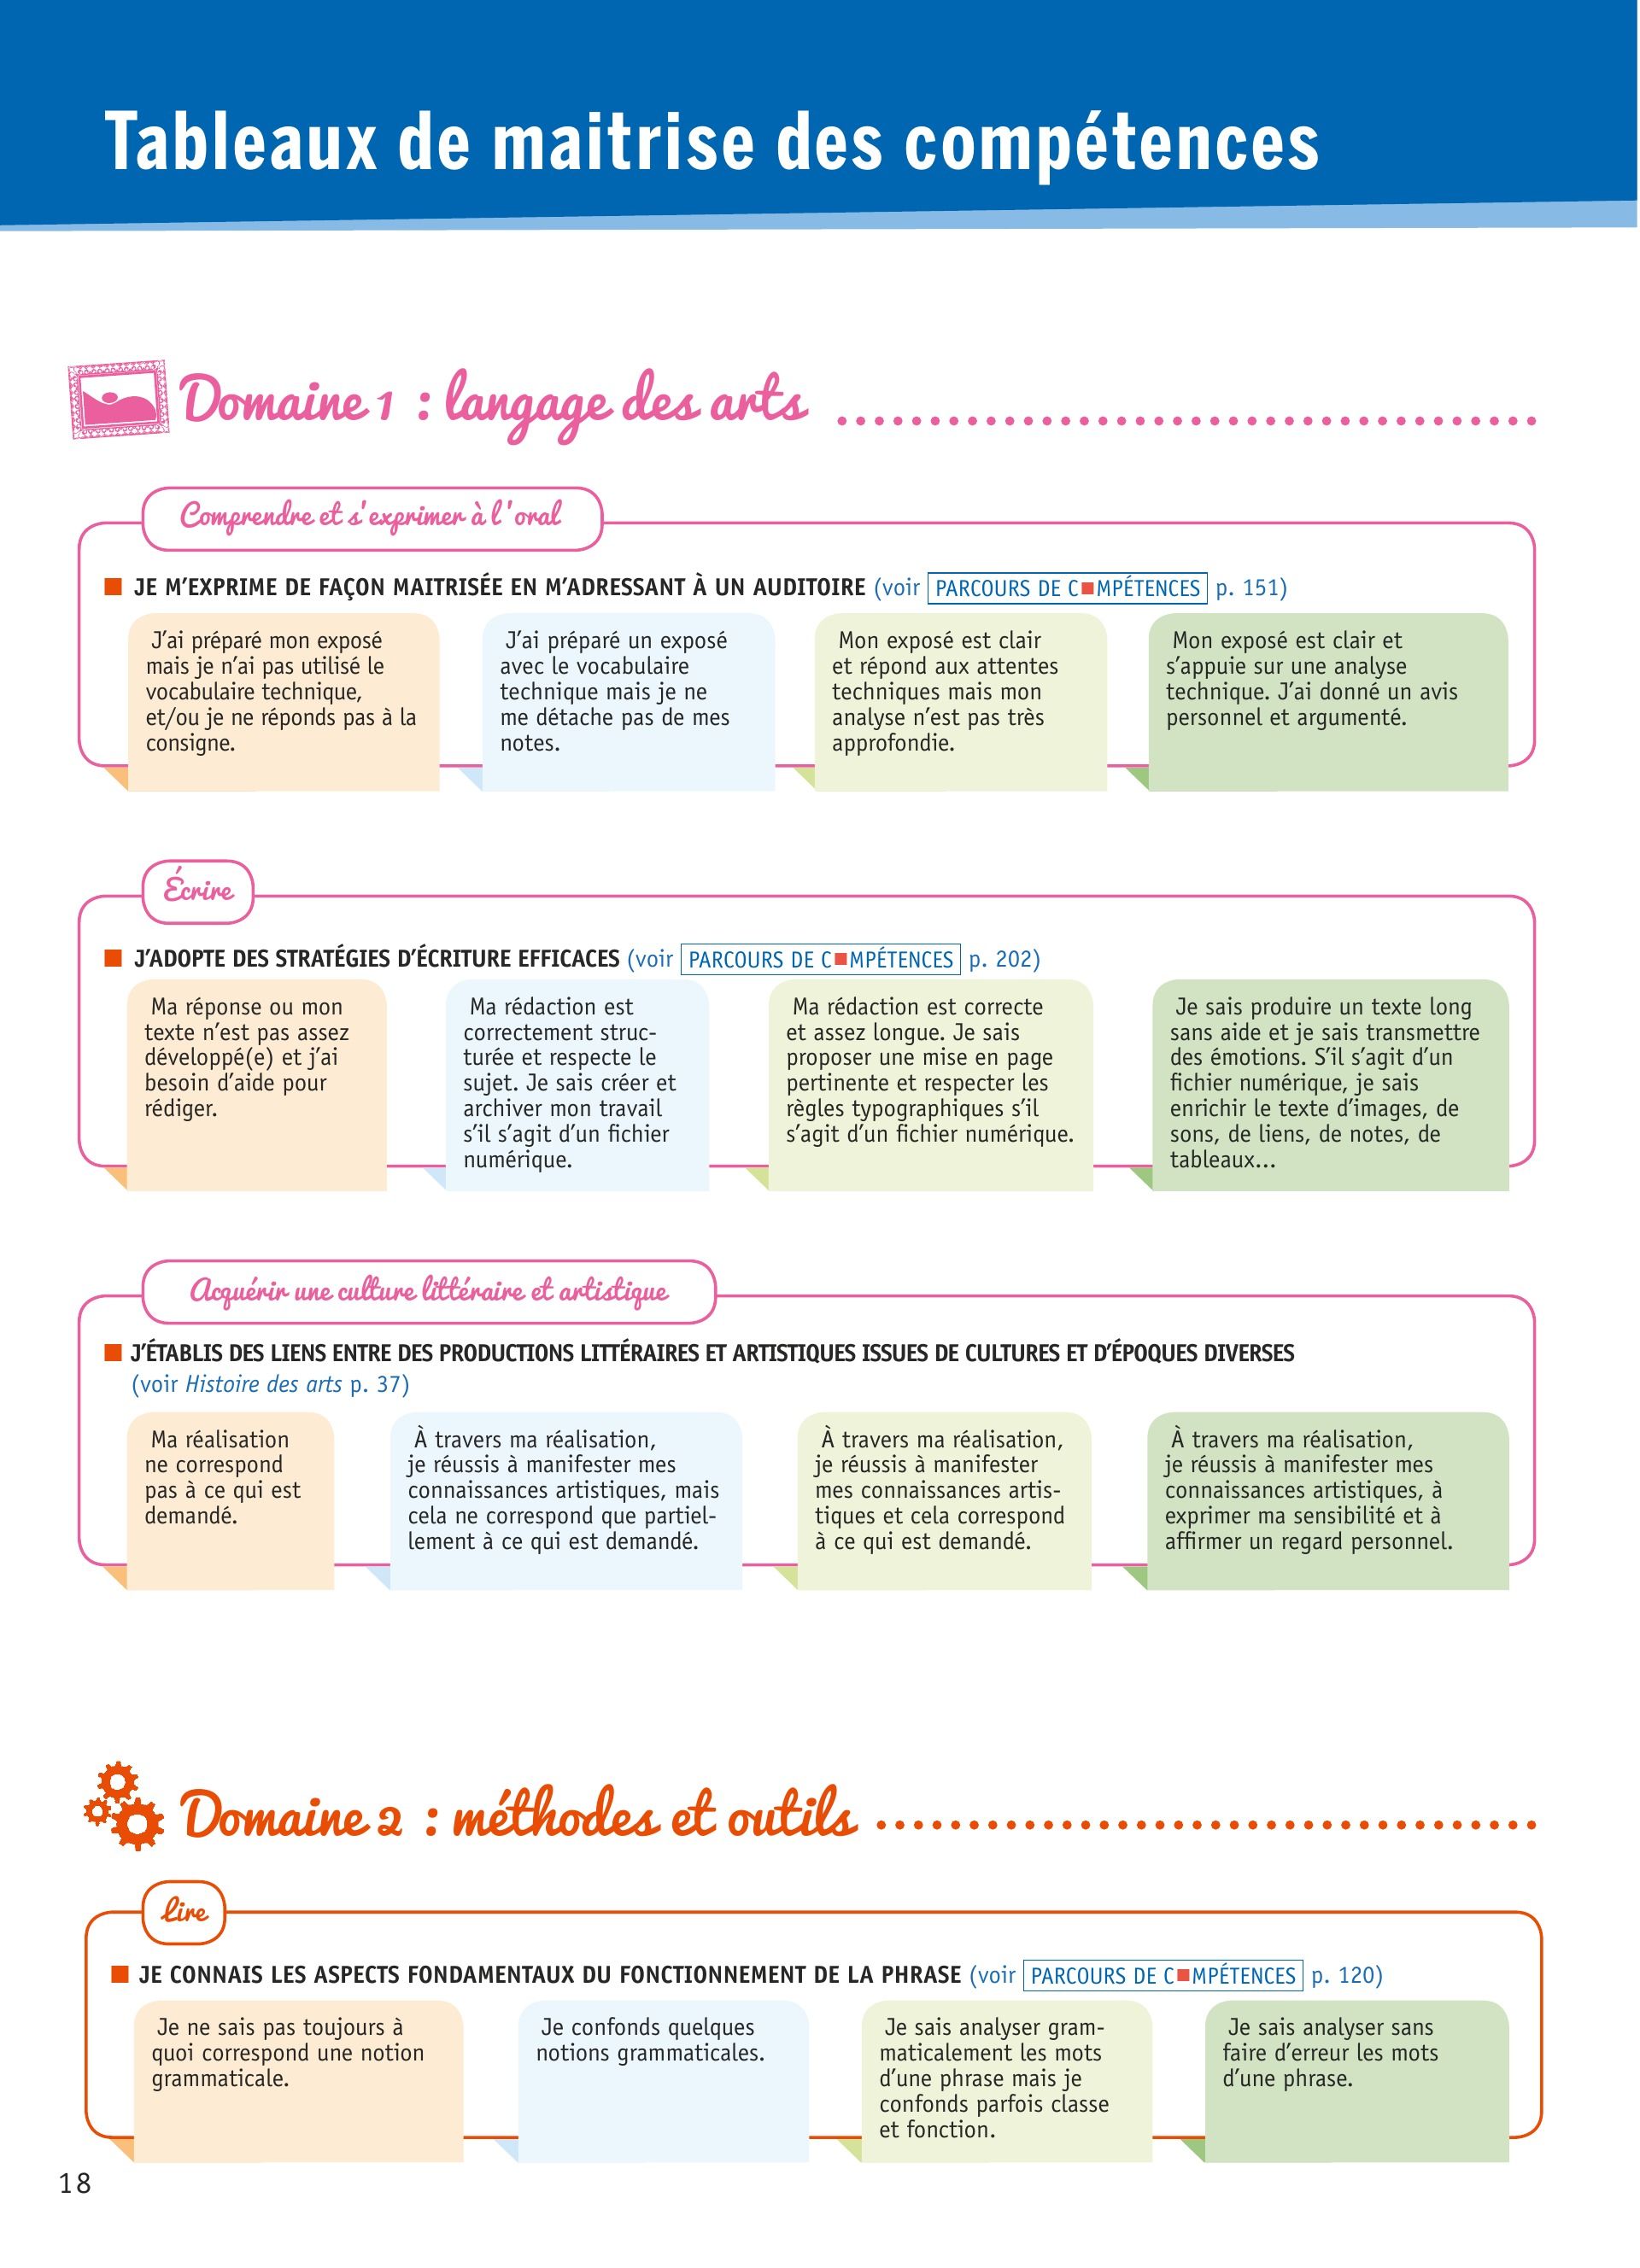 Tableaux de maitrise des compétences
Domaine 1 : langage des arts
Comprendre et s'exprimer à l'oral
JE M'EXPRIME DE FAÇON MAITRISÉE EN M'ADRESSANT À UN AUDITOIRE (voir PARCOURS DE C■MPÉTENCES p. 151)
J'ai préparé mon exposé
mais je n'ai pas utilisé le
vocabulaire technique,
et/ou je ne réponds pas à la
consigne.
J'ai préparé un exposé
avec le vocabulaire
technique mais je ne
me détache pas de mes
notes.
Mon exposé est clair
et répond aux attentes
techniques mais mon
analyse n'est pas très
approfondie.
Mon exposé est clair et
s'appuie sur une analyse
technique. J'ai donné un avis
personnel et argumenté.
Écrire
J'ADOPTE DES STRATÉGIES D'ÉCRITURE EFFICACES (voir PARCOURS DE C■MPÉTENCES p. 202)
Ma réponse ou mon
texte n'est pas assez
développé(e) et j'ai
besoin d'aide pour
rédiger.
Ma rédaction est
correctement struc-
turée et respecte le
sujet. Je sais créer et
archiver mon travail
s'il s'agit d'un fichier
numérique.
Ma rédaction est correcte
et assez longue. Je sais
proposer une mise en page
pertinente et respecter les
règles typographiques s'il
s'agit d'un fichier numérique.
Je sais produire un texte long
sans aide et je sais transmettre
des émotions. S'il s'agit d'un
fichier numérique, je sais
enrichir le texte d'images, de
sons, de liens, de notes, de
tableaux…
Acquérir une culture littéraire et artistique
J'ÉTABLIS DES LIENS ENTRE DES PRODUCTIONS LITTÉRAIRES ET ARTISTIQUES ISSUES DE CULTURES ET D'ÉPOQUES DIVERSES
(voir Histoire des arts p. 37)
Ma réalisation
ne correspond
pas à ce qui est
demandé.
À travers ma réalisation,
je réussis à manifester mes
connaissances artistiques, mais
cela ne correspond que partiel-
lement à ce qui est demandé.
À travers ma réalisation,
je réussis à manifester
mes connaissances artis-
tiques et cela correspond
à ce qui est demandé.
À travers ma réalisation,
je réussis à manifester mes
connaissances artistiques, à
exprimer ma sensibilité et à
affirmer un regard personnel.
Domaine 2 : méthodes et outils
Lire
JE CONNAIS LES ASPECTS FONDAMENTAUX DU FONCTIONNEMENT DE LA PHRASE (voir PARCOURS DE C■MPÉTENCES p. 120)
Je ne sais pas toujours à
quoi correspond une notion
grammaticale.
Je confonds quelques
notions grammaticales.
Je sais analyser gram-
maticalement les mots
d'une phrase mais je
confonds parfois classe
et fonction.
Je sais analyser sans
faire d'erreur les mots
d'une phrase.
18